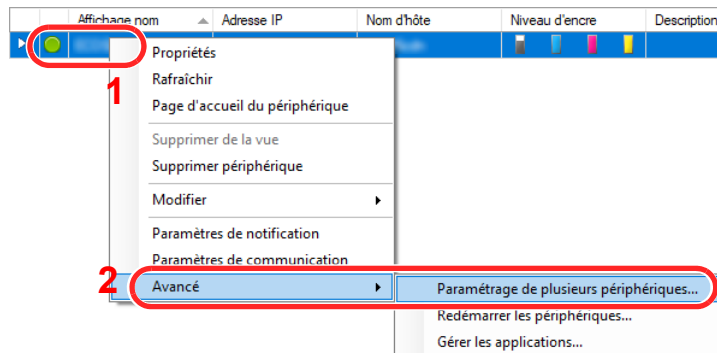 Affichage nom Adresse IP Nom d'hôte Niveau d'encre Description
1
Propriétés
Rafraîchir
Page d'accueil du périphérique
Supprimer de la vue
Supprimer périphérique
Modifier
Paramètres de notification
Paramètres de communication
2
Avancé Paramétrage de plusieurs périphériques...
Redémarrer les périphériques...
Gérer les applications...